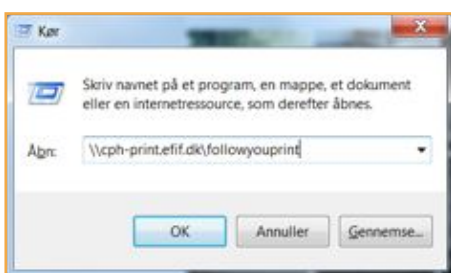 Kør
Skriv navnet på et program, en mappe, et dokument
eller en internetressource, som derefter åbnes.
Åbn:
\\cph-print.efif.dk\followyouprint
OK
Annuller
Gennemse...